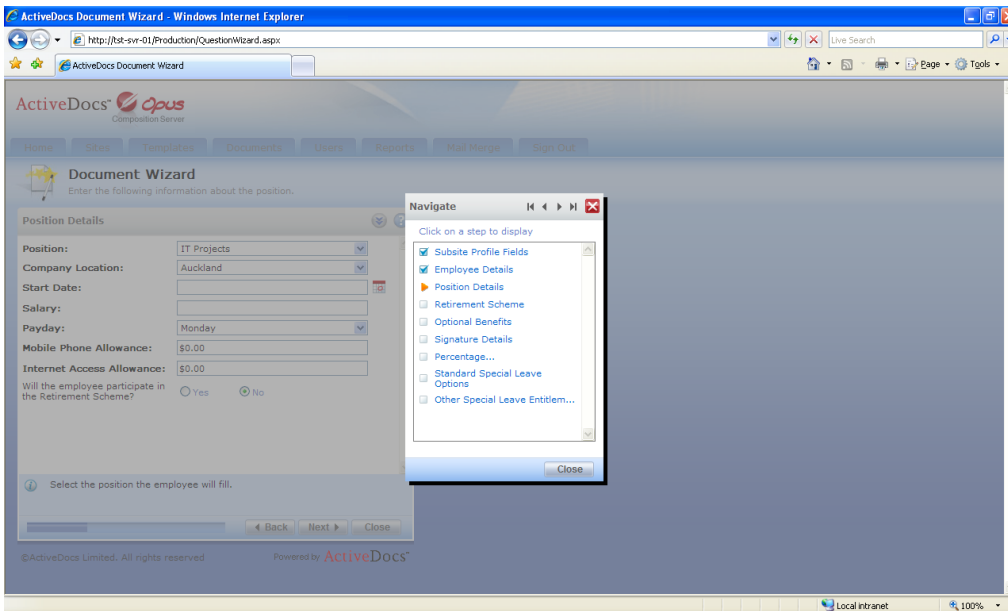 ActiveDocs Document Wizard - Windows Internet Explorer
http://tst-svr-01/Production/QuestionWizard.aspx
Live Search
ActiveDocs Document Wizard
Page
Tools
ActiveDocs™ Opus
Composition Server
Home Sites Templates Documents Users Reports Mail Merge Sign Out
Document Wizard
Enter the following information about the position.
Position Details
Position: IT Projects
Company Location: Auckland
Start Date:
Salary:
Payday: Monday
Mobile Phone Allowance: $0.00
Internet Access Allowance: $0.00
Will the employee participate in
the Retirement Scheme?
Yes No
Select the position the employee will fill.
Back Next Close
©ActiveDocs Limited. All rights reserved
Powered by ActiveDocs™
Navigate
Click on a step to display
Subsite Profile Fields
Employee Details
Position Details
Retirement Scheme
Optional Benefits
Signature Details
Percentage...
Standard Special Leave
Options
Other Special Leave Entitlem...
Close
Local intranet
100%